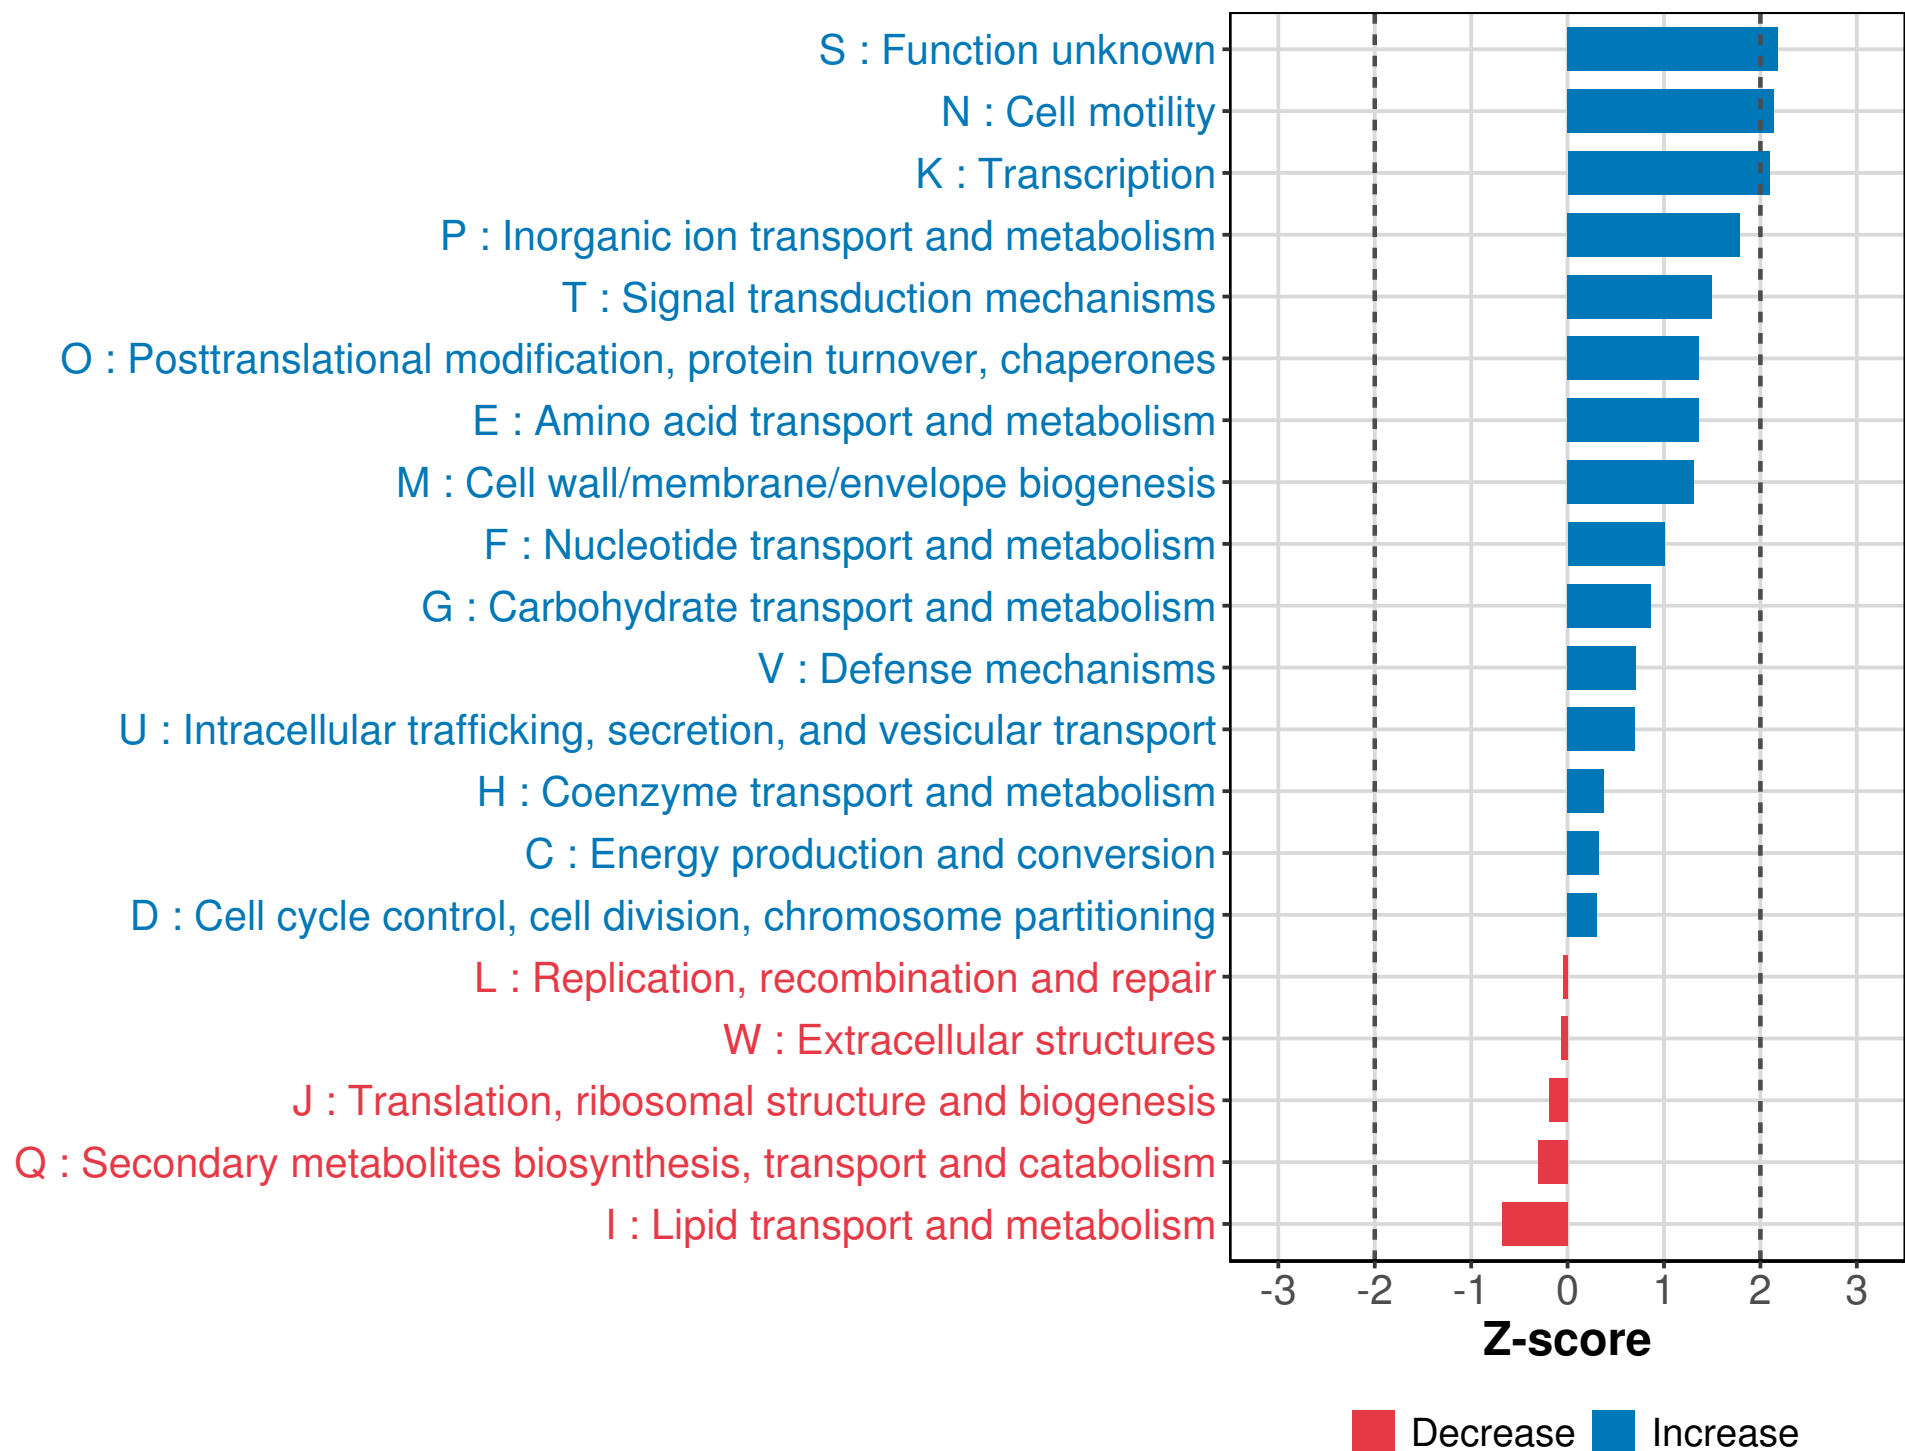 S : Function unknown
N : Cell motility
K : Transcription
P : Inorganic ion transport and metabolism
T : Signal transduction mechanisms
O : Posttranslational modification, protein turnover, chaperones
E : Amino acid transport and metabolism
M : Cell wall/membrane/envelope biogenesis
F : Nucleotide transport and metabolism
G : Carbohydrate transport and metabolism
V : Defense mechanisms
U : Intracellular trafficking, secretion, and vesicular transport
H : Coenzyme transport and metabolism
C : Energy production and conversion
D : Cell cycle control, cell division, chromosome partitioning
L : Replication, recombination and repair
W : Extracellular structures
J : Translation, ribosomal structure and biogenesis
Q : Secondary metabolites biosynthesis, transport and catabolism
I : Lipid transport and metabolism
-3 -2 -1 0 1 2 3
Z-score
Decrease Increase